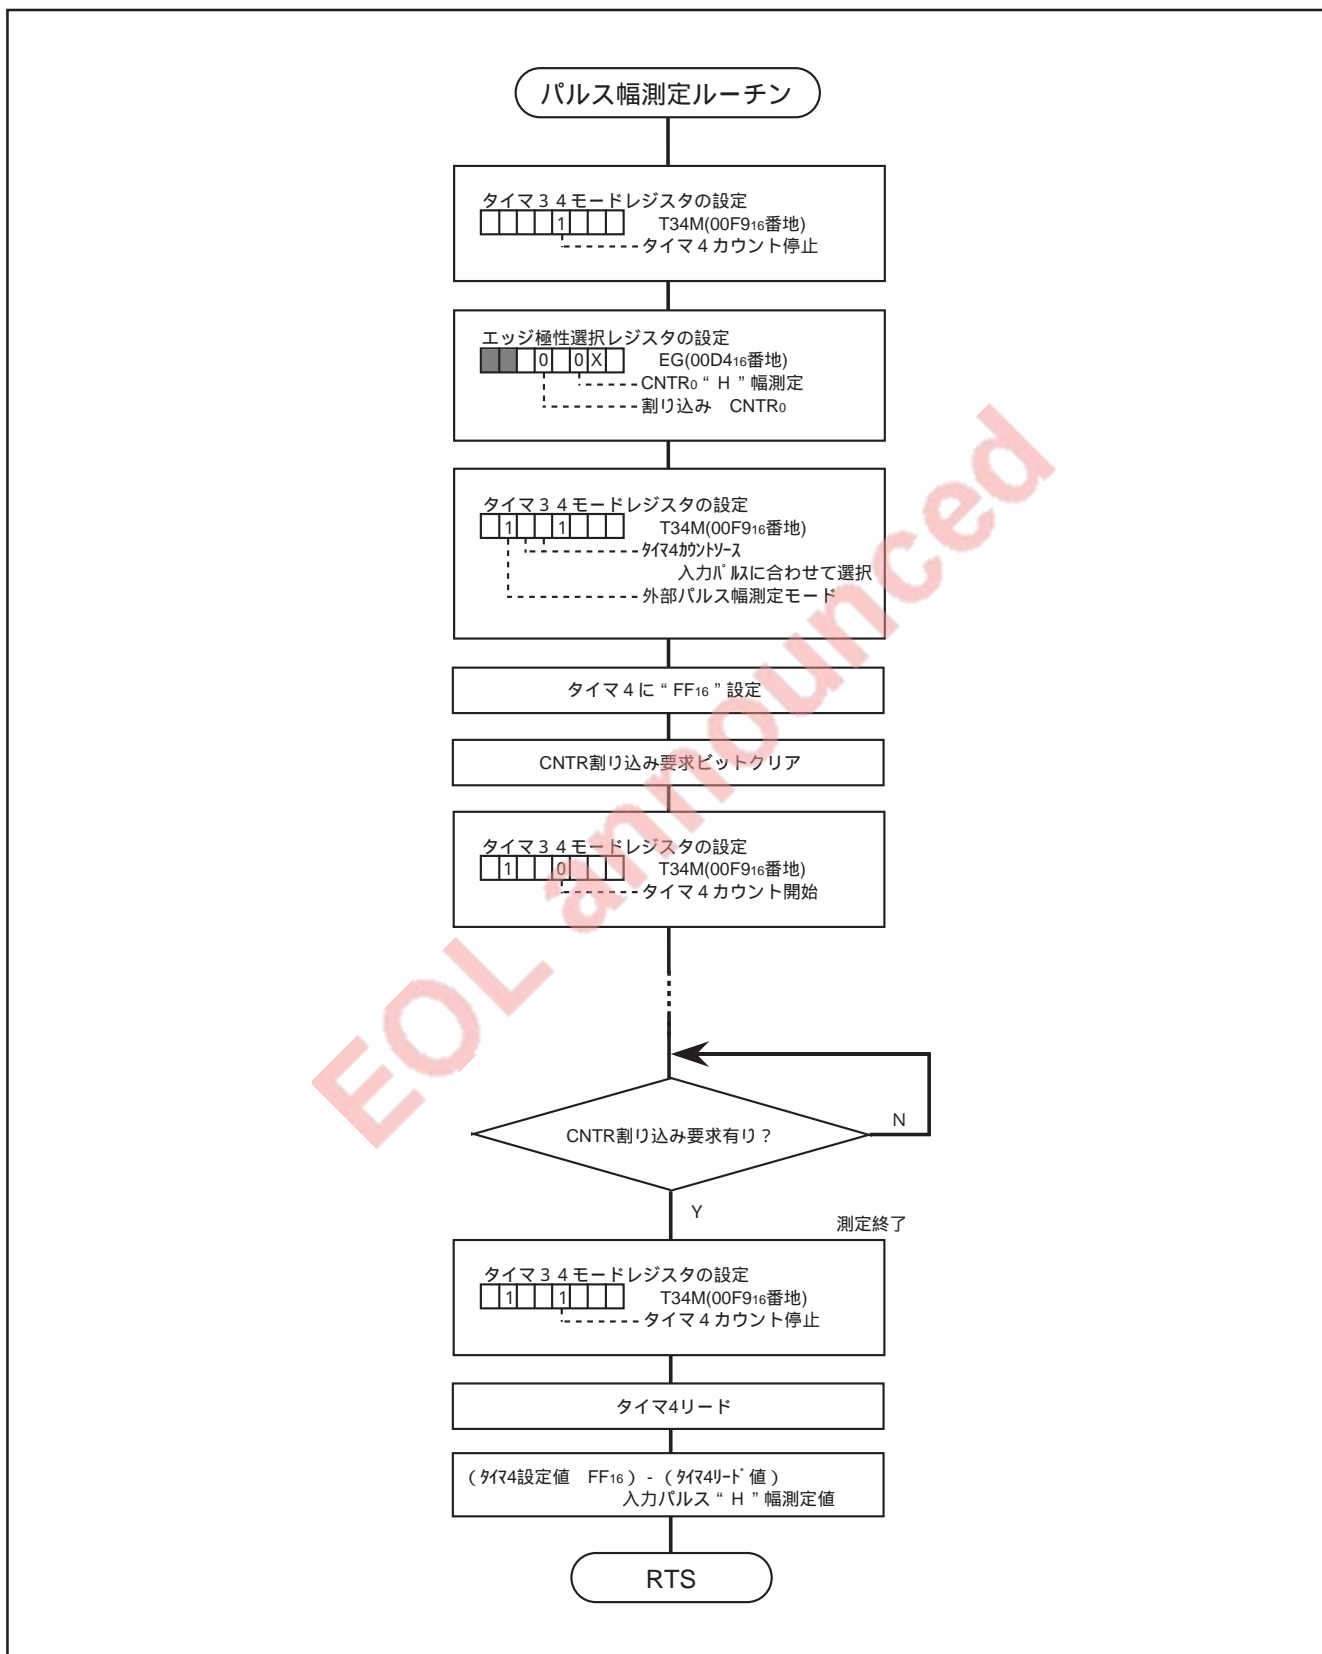 パルス幅測定ルーチン
タイマ34モードレジスタの設定
1 T34M(00F916番地)
タイマ4カウント停止
エッジ極性選択レジスタの設定
0 0 X EG(00D416番地)
CNTR0 “H”幅測定
割り込み CNTR0
タイマ34モードレジスタの設定
1 1 T34M(00F916番地)
タイマ4カウントソース
入力パルスに合わせて選択
外部パルス幅測定モード
タイマ4に“FF16”設定
CNTR割り込み要求ビットクリア
タイマ34モードレジスタの設定
1 0 T34M(00F916番地)
タイマ4カウント開始
CNTR割り込み要求有り?
N
Y
測定終了
タイマ34モードレジスタの設定
1 1 T34M(00F916番地)
タイマ4カウント停止
タイマ4リード
(タイマ4設定値 FF16) - (タイマ4リード値)
入力パルス“H”幅測定値
RTS
EOL announced